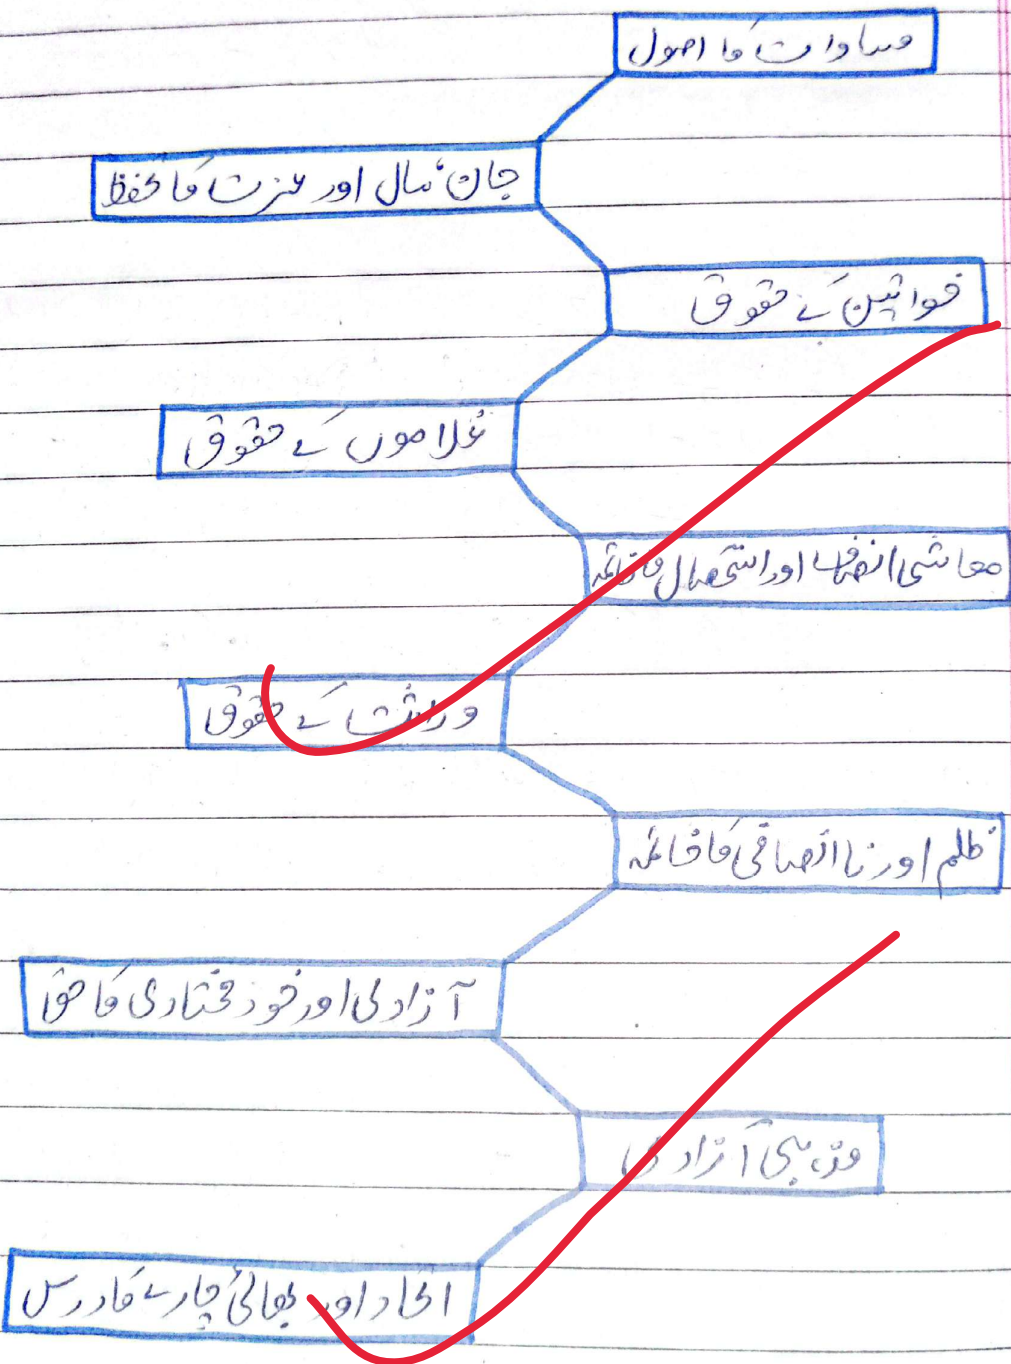 مساوات کا اصول
جان، مال اور عزت کا تحفظ
خواتین کے حقوق
غلاموں کے حقوق
معاشی انصاف اور استحصال کا خاتمہ
وراثت کے حقوق
ظلم اور ناانصافی کا خاتمہ
آزادی اور خود مختاری کا حق
مذہبی آزادی
اتحاد اور بھائی چارے کا درس